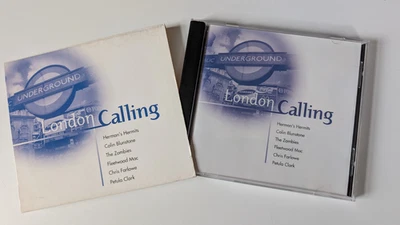 UNDERGROUND
London Calling
Herman's Hermits
Colin Blunstone
The Zombies
Fleetwood Mac
Chris Farlowe
Petula Clark
UNDERGROUND
London Calling
Herman's Hermits
Colin Blunstone
The Zombies
Fleetwood Mac
Chris Farlowe
Petula Clark